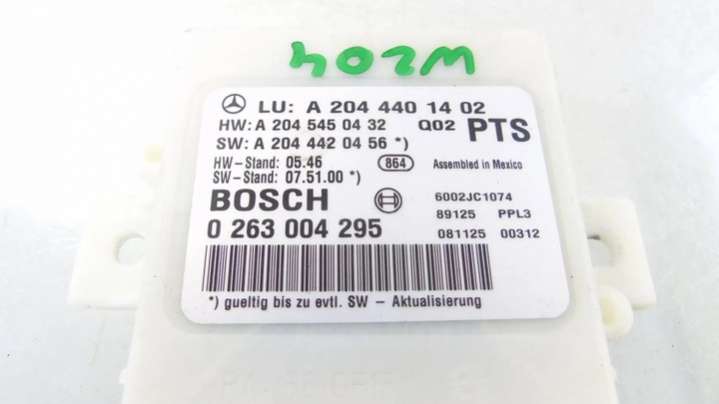 W204
LU: A 204 440 14 02
HW: A 204 545 04 32 Q02 PTS
SW: A 204 442 04 56 *)
HW-Stand: 05.46 864 Assembled in Mexico
SW-Stand: 07.51.00 *)
BOSCH 6002JC1074
89125 PPL3
0 263 004 295 081125 00312
*) gueltig bis zu evtl. SW - Aktualisierung